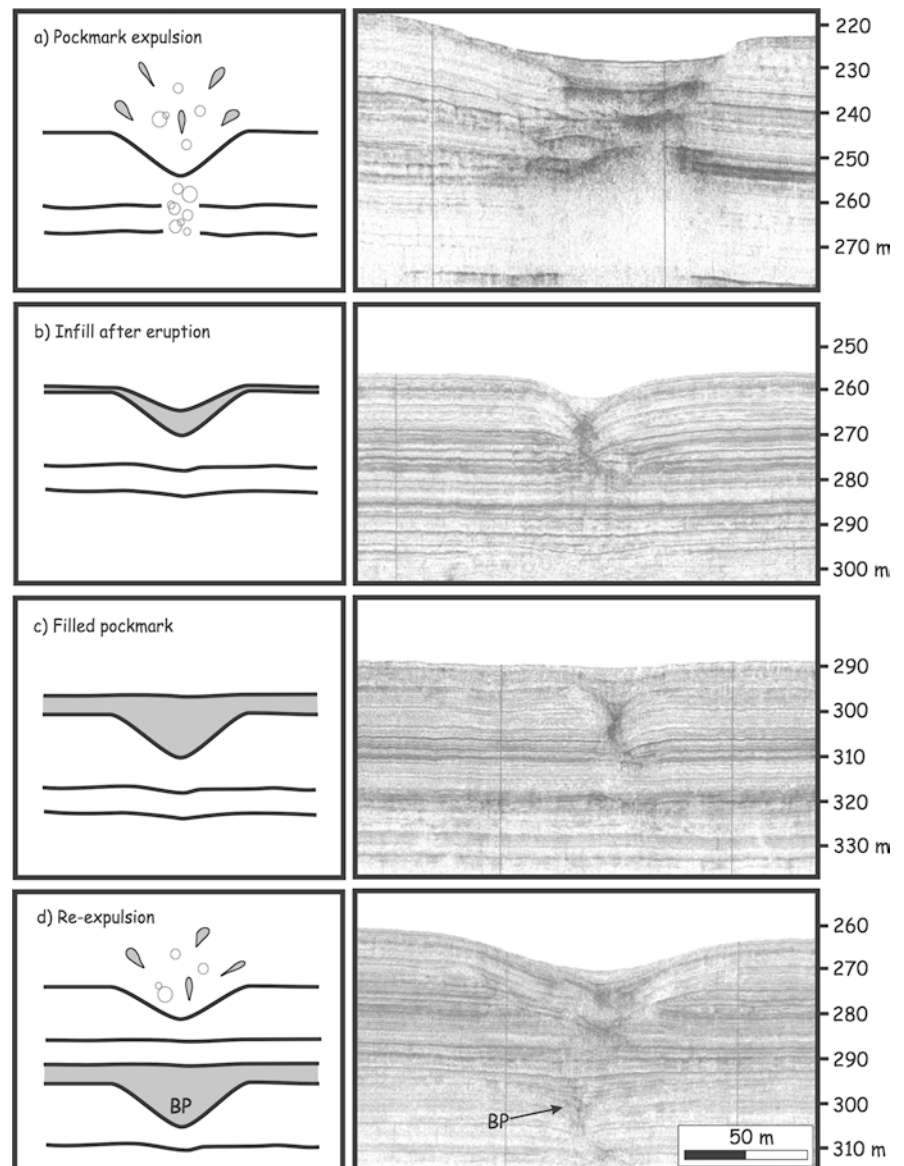 a) Pockmark expulsion
220
230
240
250
260
270 m
b) Infill after eruption
250
260
270
280
290
300 m
c) Filled pockmark
290
300
310
320
330 m
d) Re-expulsion
BP
260
270
280
290
300
310 m
BP
50 m